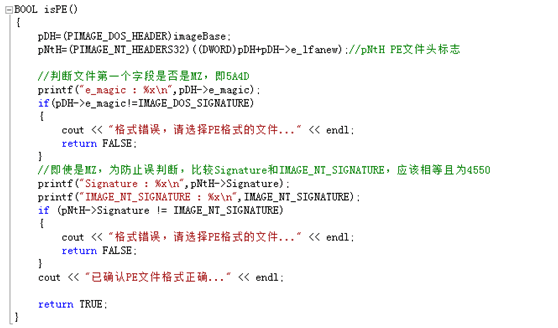 BOOL isPE()
{
pDH=(PIMAGE_DOS_HEADER)imageBase;
pNtH=(PIMAGE_NT_HEADERS32)((DWORD)pDH+pDH->e_lfanew);//pNtH PE文件头标志
//判断文件第一个字段是否是MZ，即5A4D
printf("e_magic : %x\n",pDH->e_magic);
if(pDH->e_magic!=IMAGE_DOS_SIGNATURE)
{
cout << "格式错误，请选择PE格式的文件..." << endl;
return FALSE;
}
//即使是MZ，为防止误判断，比较Signature和IMAGE_NT_SIGNATURE，应该相等且为4550
printf("Signature : %x\n",pNtH->Signature);
printf("IMAGE_NT_SIGNATURE : %x\n",IMAGE_NT_SIGNATURE);
if (pNtH->Signature != IMAGE_NT_SIGNATURE)
{
cout << "格式错误，请选择PE格式的文件..." << endl;
return FALSE;
}
cout << "已确认PE文件格式正确..." << endl;
return TRUE;
}